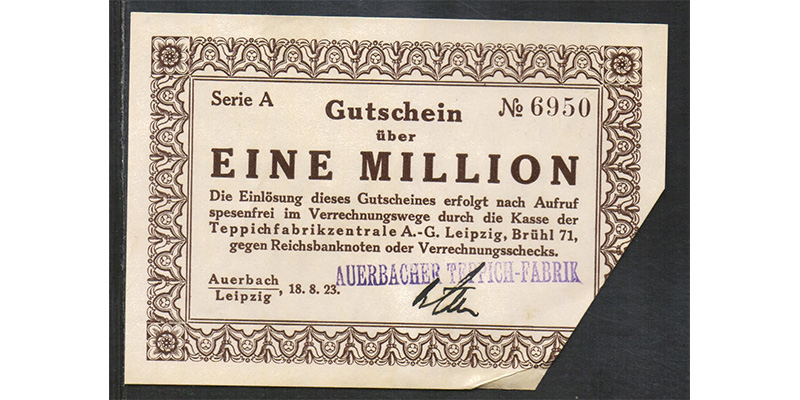 Serie A
Gutschein
№ 6950
über
EINE MILLION
Die Einlösung dieses Gutscheines erfolgt nach Aufruf
spesenfrei im Verrechnungswege durch die Kasse der
Teppichfabrikzentrale A.-G. Leipzig, Brühl 71,
gegen Reichsbanknoten oder Verrechnungsschecks.
Auerbach
Leipzig, 18. 8. 23.
AUERBACHER TEPPICH-FABRIK